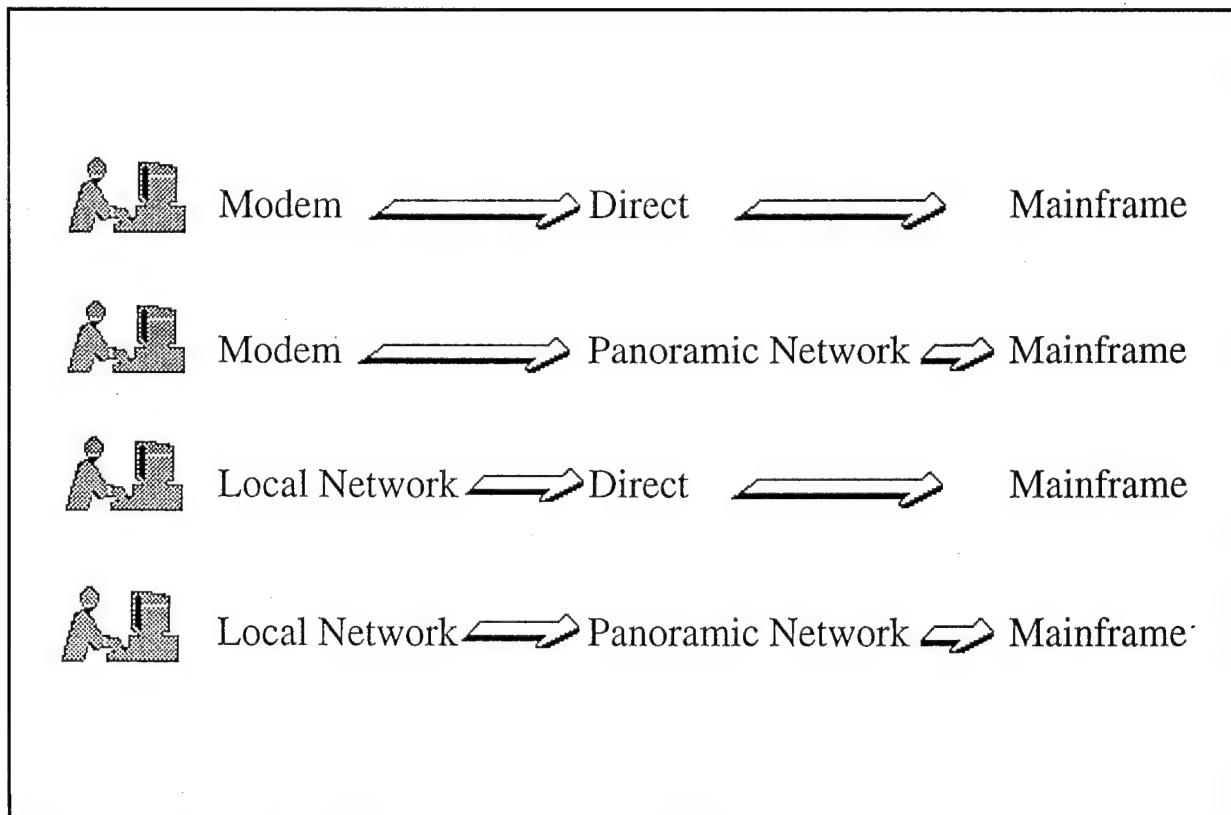 Modem Direct Mainframe
Modem Panoramic Network Mainframe
Local Network Direct Mainframe
Local Network Panoramic Network Mainframe